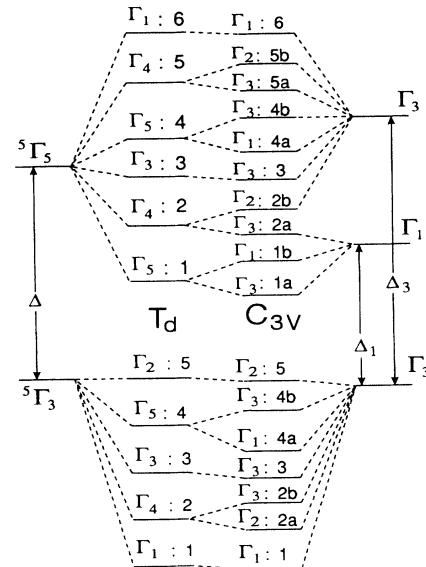 Γ₁ : 6 Γ₁ : 6
Γ₄ : 5 Γ₂ : 5b
Γ₃ : 5a
Γ₃ : 4b Γ₃
Γ₅ : 4 Γ₁ : 4a
⁵Γ₅ Γ₃ : 3 Γ₃ : 3
Γ₄ : 2 Γ₂ : 2b
Γ₃ : 2a Γ₁
Γ₅ : 1 Γ₁ : 1b
Γ₃ : 1a
Δ T_d C₃ᵥ Δ₃
Δ₁
Γ₂ : 5 Γ₂ : 5 Γ₃
⁵Γ₃ Γ₃ : 4b
Γ₅ : 4 Γ₁ : 4a
Γ₃ : 3 Γ₃ : 3
Γ₄ : 2 Γ₃ : 2b
Γ₂ : 2a
Γ₁ : 1 Γ₁ : 1